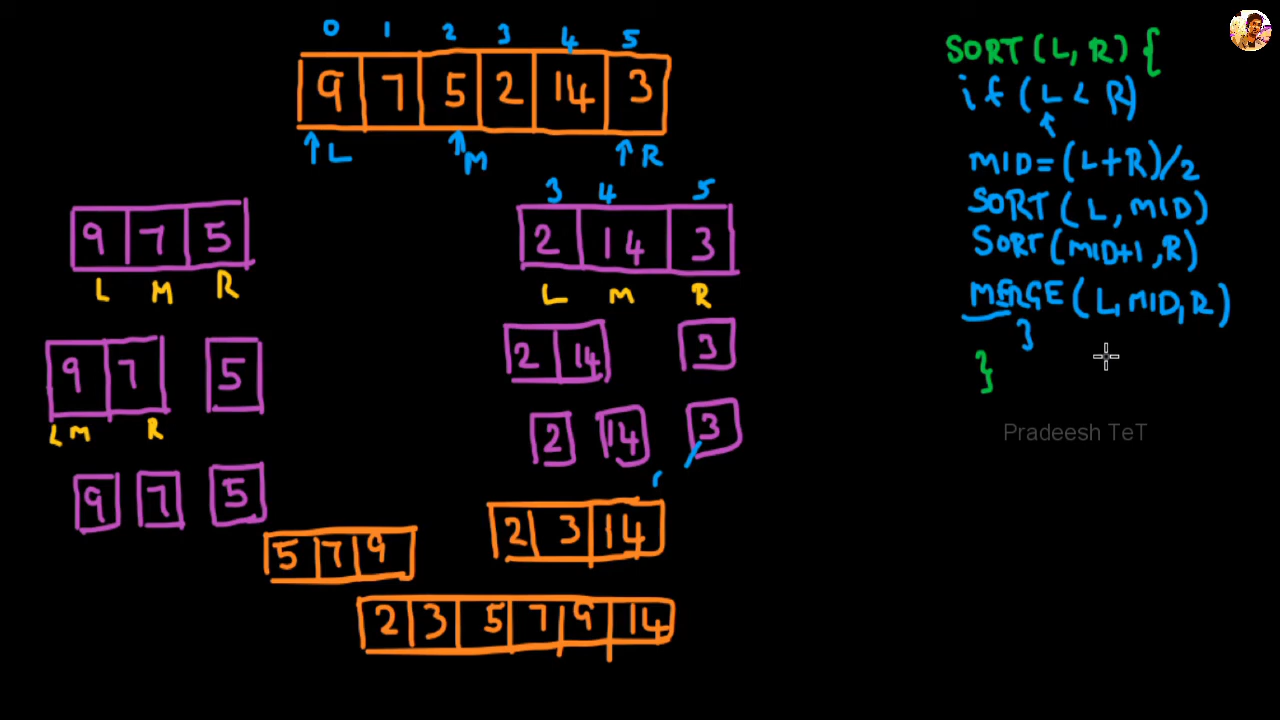 0 1 2 3 4 5
9 7 5 2 14 3
L M R
9 7 5
L M R
9 7 5
L M R
9 7 5
5 7 9
3 4 5
2 14 3
L M R
2 14 3
2 14 3
2 3 14
2 3 5 7 9 14
SORT (L, R) {
if (L < R)
MID = (L+R)/2
SORT (L, MID)
SORT (MID+1, R)
MERGE (L, MID, R)
}
}
Pradeesh TeT